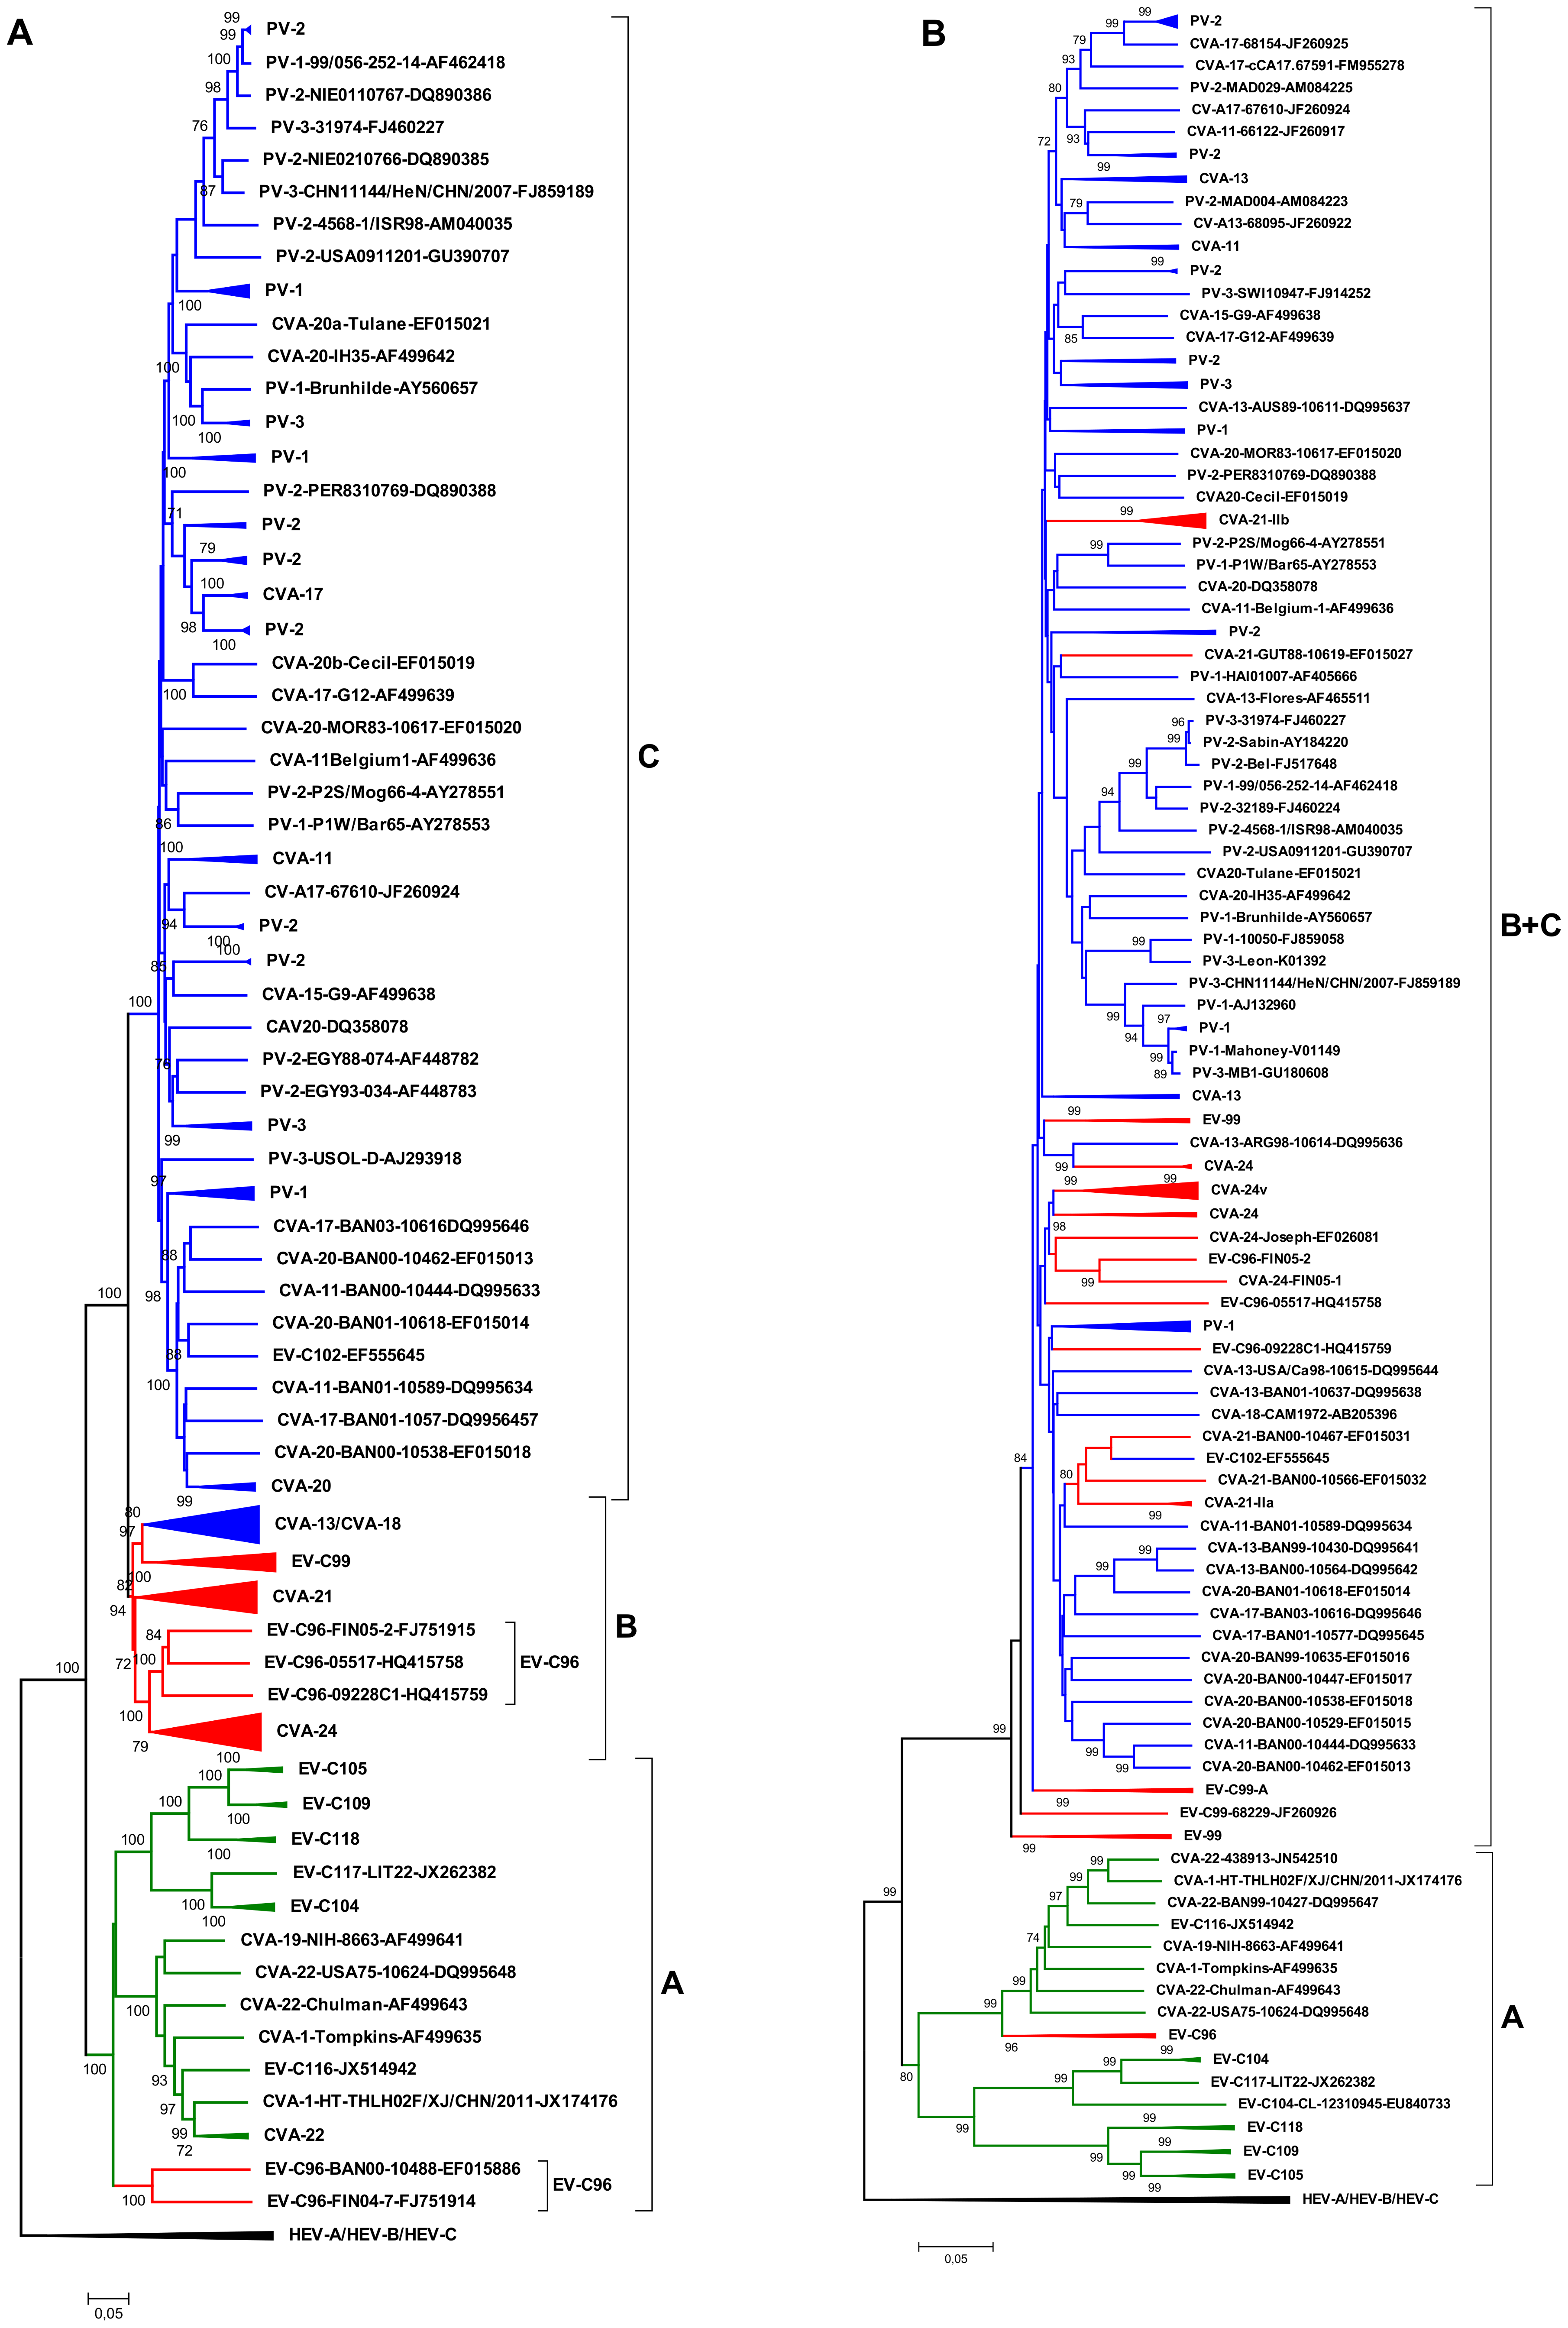 A
99
PV-2
99
PV-1-99/056-252-14-AF462418
100
PV-2-NIE0110767-DQ890386
98
PV-3-31974-FJ460227
76
PV-2-NIE0210766-DQ890385
87
PV-3-CHN11144/HeN/CHN/2007-FJ859189
PV-2-4568-1/ISR98-AM040035
PV-2-USA0911201-GU390707
PV-1
100
CVA-20a-Tulane-EF015021
CVA-20-IH35-AF499642
100
PV-1-Brunhilde-AY560657
100
PV-3
100
PV-1
100
PV-2-PER8310769-DQ890388
71
PV-2
79
PV-2
100
CVA-17
98
PV-2
100
CVA-20b-Cecil-EF015019
100
CVA-17-G12-AF499639
CVA-20-MOR83-10617-EF015020
C
CVA-11Belgium1-AF499636
PV-2-P2S/Mog66-4-AY278551
86
PV-1-P1W/Bar65-AY278553
100
CVA-11
CV-A17-67610-JF260924
94
PV-2
100
100
PV-2
85
CVA-15-G9-AF499638
100
CAV20-DQ358078
PV-2-EGY88-074-AF448782
76
PV-2-EGY93-034-AF448783
PV-3
99
PV-3-USOL-D-AJ293918
97
PV-1
CVA-17-BAN03-10616DQ995646
88
CVA-20-BAN00-10462-EF015013
98
CVA-11-BAN00-10444-DQ995633
100
CVA-20-BAN01-10618-EF015014
88
EV-C102-EF555645
100
CVA-11-BAN01-10589-DQ995634
CVA-17-BAN01-1057-DQ9956457
CVA-20-BAN00-10538-EF015018
CVA-20
99
80
CVA-13/CVA-18
97
EV-C99
100
82
CVA-21
94
B
EV-C96-FIN05-2-FJ751915
84
100
72
EV-C96-05517-HQ415758
EV-C96
EV-C96-09228C1-HQ415759
100
CVA-24
79
100
100
EV-C105
100
EV-C109
100
100
EV-C118
100
100
EV-C117-LIT22-JX262382
100
EV-C104
100
CVA-19-NIH-8663-AF499641
CVA-22-USA75-10624-DQ995648
A
100
CVA-22-Chulman-AF499643
CVA-1-Tompkins-AF499635
100
EV-C116-JX514942
93
CVA-1-HT-THLH02F/XJ/CHN/2011-JX174176
97
99
CVA-22
72
EV-C96-BAN00-10488-EF015886
EV-C96
100
EV-C96-FIN04-7-FJ751914
HEV-A/HEV-B/HEV-C
0,05
B
99
PV-2
99
CVA-17-68154-JF260925
79
CVA-17-cCA17.67591-FM955278
93
PV-2-MAD029-AM084225
80
CV-A17-67610-JF260924
CVA-11-66122-JF260917
93
72
PV-2
99
CVA-13
PV-2-MAD004-AM084223
79
CV-A13-68095-JF260922
CVA-11
99
PV-2
PV-3-SWI10947-FJ914252
CVA-15-G9-AF499638
85
CVA-17-G12-AF499639
PV-2
PV-3
CVA-13-AUS89-10611-DQ995637
PV-1
CVA-20-MOR83-10617-EF015020
PV-2-PER8310769-DQ890388
CVA20-Cecil-EF015019
99
CVA-21-IIb
99
PV-2-P2S/Mog66-4-AY278551
PV-1-P1W/Bar65-AY278553
CVA-20-DQ358078
CVA-11-Belgium-1-AF499636
PV-2
CVA-21-GUT88-10619-EF015027
PV-1-HAI01007-AF405666
CVA-13-Flores-AF465511
96
PV-3-31974-FJ460227
99
PV-2-Sabin-AY184220
99
PV-2-Bel-FJ517648
PV-1-99/056-252-14-AF462418
94
PV-2-32189-FJ460224
PV-2-4568-1/ISR98-AM040035
PV-2-USA0911201-GU390707
CVA20-Tulane-EF015021
CVA-20-IH35-AF499642
PV-1-Brunhilde-AY560657
B+C
99
PV-1-10050-FJ859058
PV-3-Leon-K01392
PV-3-CHN11144/HeN/CHN/2007-FJ859189
99
PV-1-AJ132960
97
PV-1
94
PV-1-Mahoney-V01149
99
89
PV-3-MB1-GU180608
CVA-13
99
EV-99
CVA-13-ARG98-10614-DQ995636
99
CVA-24
99
99
CVA-24v
CVA-24
98
CVA-24-Joseph-EF026081
EV-C96-FIN05-2
99
CVA-24-FIN05-1
EV-C96-05517-HQ415758
PV-1
EV-C96-09228C1-HQ415759
CVA-13-USA/Ca98-10615-DQ995644
CVA-13-BAN01-10637-DQ995638
CVA-18-CAM1972-AB205396
CVA-21-BAN00-10467-EF015031
84
EV-C102-EF555645
80
CVA-21-BAN00-10566-EF015032
CVA-21-IIa
99
CVA-11-BAN01-10589-DQ995634
99
CVA-13-BAN99-10430-DQ995641
99
CVA-13-BAN00-10564-DQ995642
CVA-20-BAN01-10618-EF015014
CVA-17-BAN03-10616-DQ995646
CVA-17-BAN01-10577-DQ995645
CVA-20-BAN99-10635-EF015016
CVA-20-BAN00-10447-EF015017
CVA-20-BAN00-10538-EF015018
CVA-20-BAN00-10529-EF015015
99
CVA-11-BAN00-10444-DQ995633
99
CVA-20-BAN00-10462-EF015013
99
EV-C99-A
99
EV-C99-68229-JF260926
EV-99
99
CVA-22-438913-JN542510
99
99
CVA-1-HT-THLH02F/XJ/CHN/2011-JX174176
97
CVA-22-BAN99-10427-DQ995647
99
EV-C116-JX514942
74
CVA-19-NIH-8663-AF499641
CVA-1-Tompkins-AF499635
99
CVA-22-Chulman-AF499643
99
CVA-22-USA75-10624-DQ995648
A
EV-C96
96
99
EV-C104
99
80
99
EV-C117-LIT22-JX262382
EV-C104-CL-12310945-EU840733
99
EV-C118
99
99
EV-C109
99
99
EV-C105
99
HEV-A/HEV-B/HEV-C
0,05